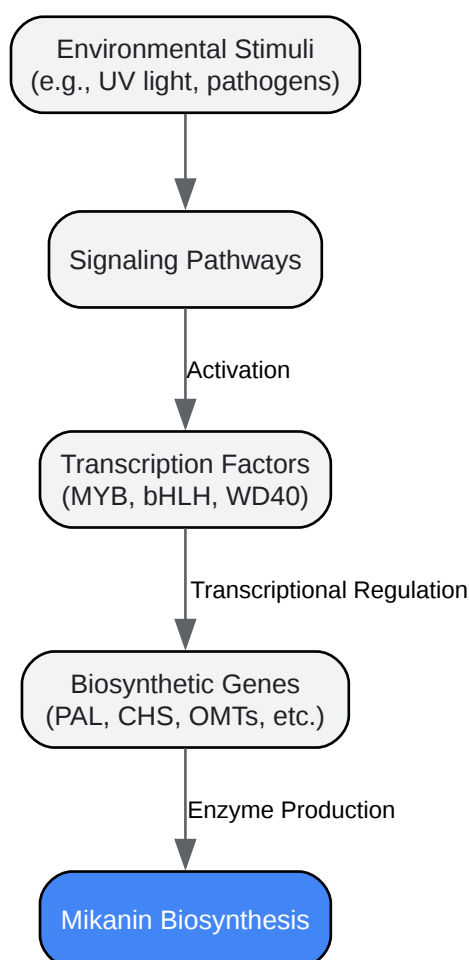 Environmental Stimuli
(e.g., UV light, pathogens)
Signaling Pathways
Activation
Transcription Factors
(MYB, bHLH, WD40)
Transcriptional Regulation
Biosynthetic Genes
(PAL, CHS, OMTs, etc.)
Enzyme Production
Mikanin Biosynthesis